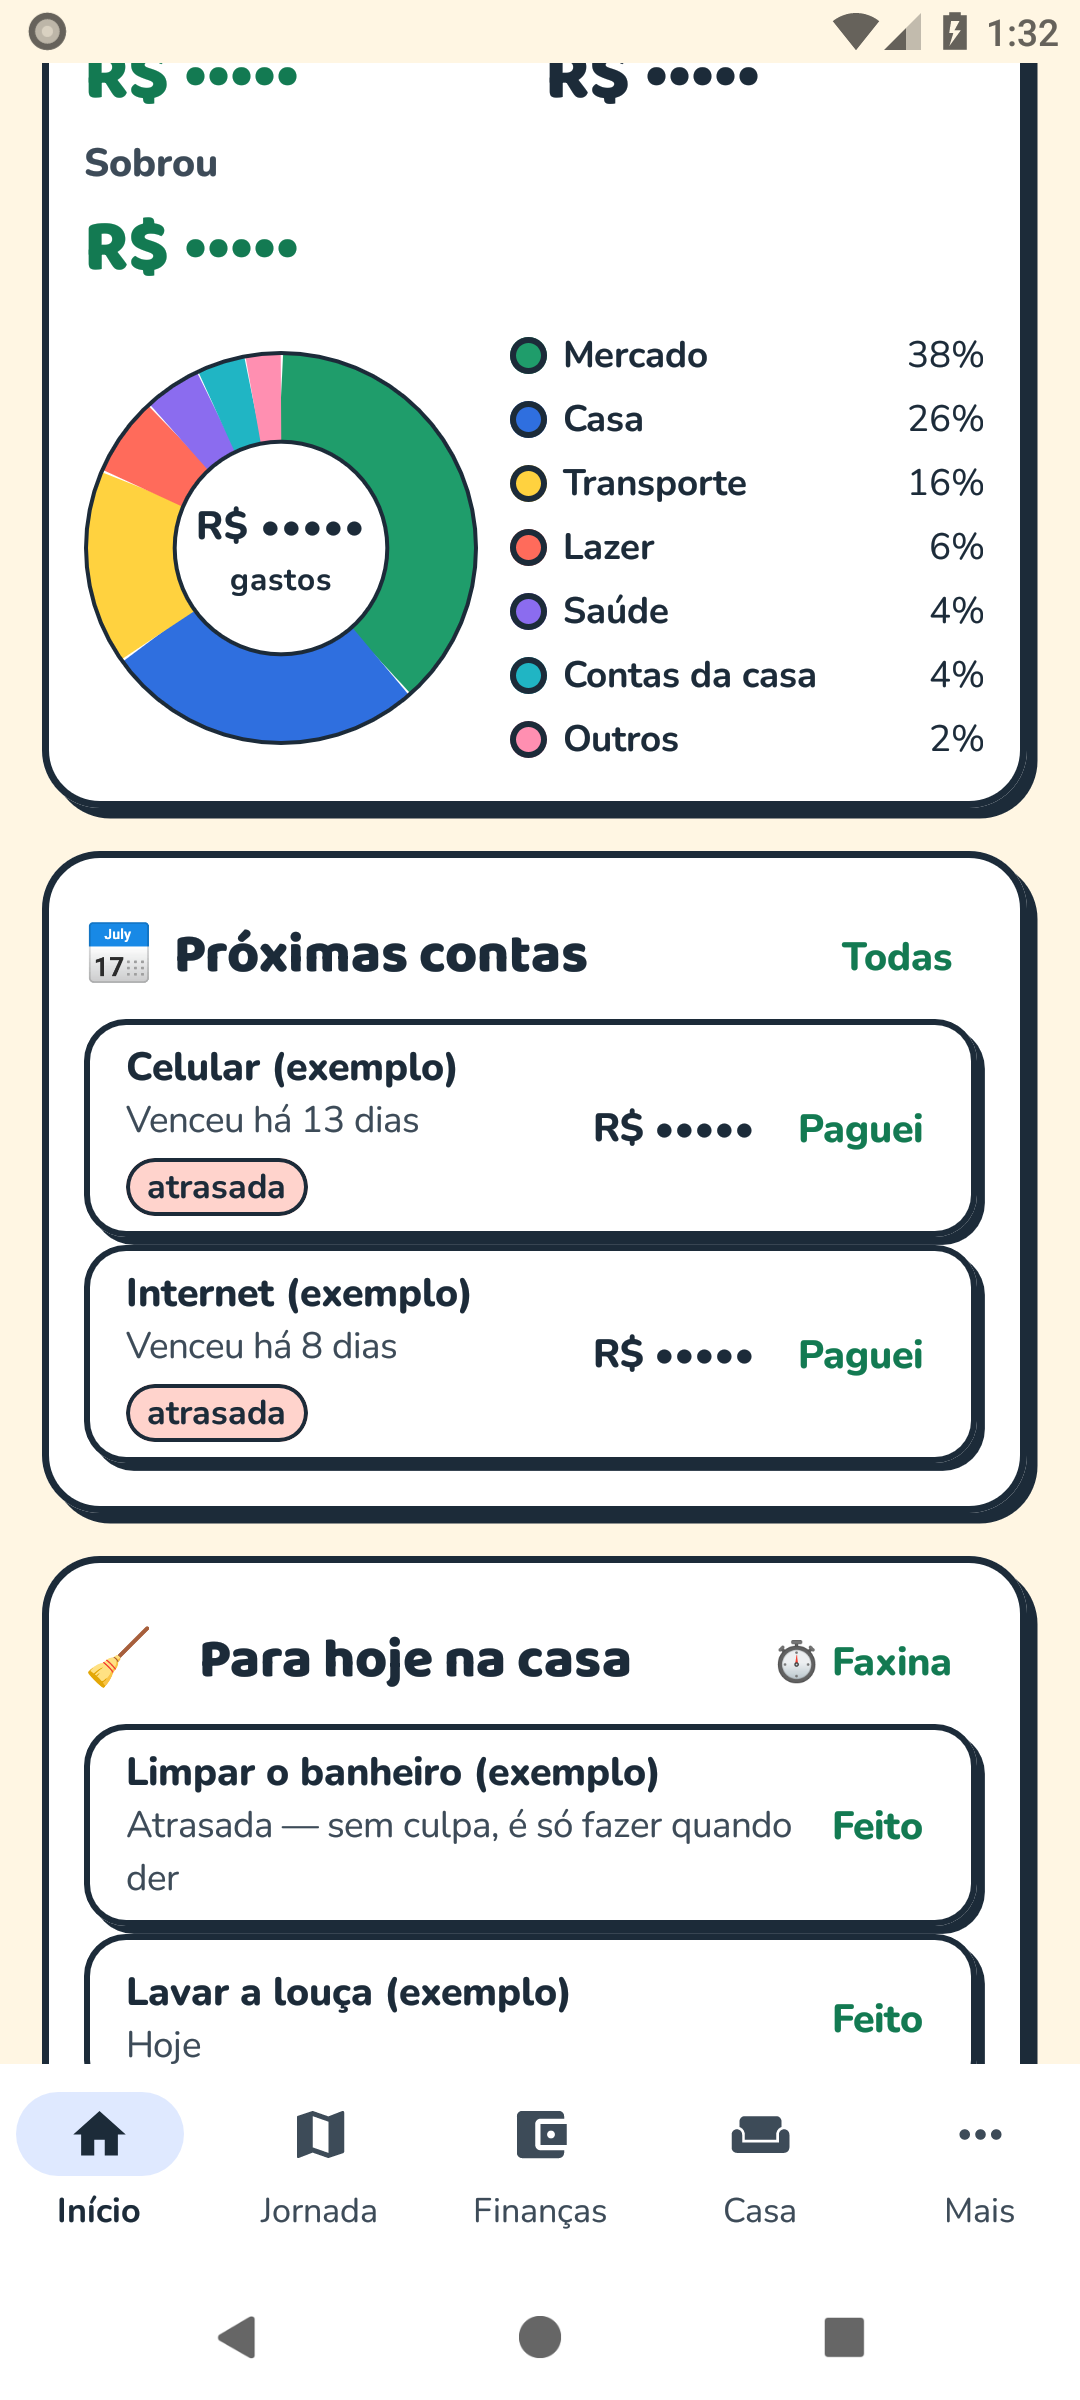 1:32
R$ ••••• R$ •••••
Sobrou
R$ •••••
R$ •••••
gastos
Mercado 38%
Casa 26%
Transporte 16%
Lazer 6%
Saúde 4%
Contas da casa 4%
Outros 2%
July
17
Próximas contas
Todas
Celular (exemplo)
Venceu há 13 dias
atrasada
R$ •••••
Paguei
Internet (exemplo)
Venceu há 8 dias
atrasada
R$ •••••
Paguei
Para hoje na casa
Faxina
Limpar o banheiro (exemplo)
Atrasada — sem culpa, é só fazer quando
der
Feito
Lavar a louça (exemplo)
Hoje
Feito
Início
Jornada
Finanças
Casa
Mais